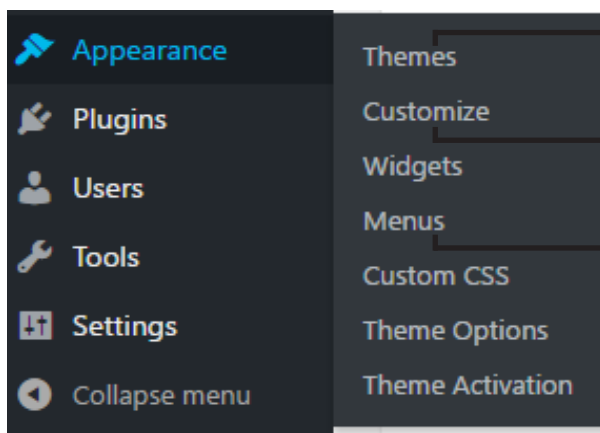 Appearance
Plugins
Users
Tools
Settings
Collapse menu
Themes
Customize
Widgets
Menus
Custom CSS
Theme Options
Theme Activation